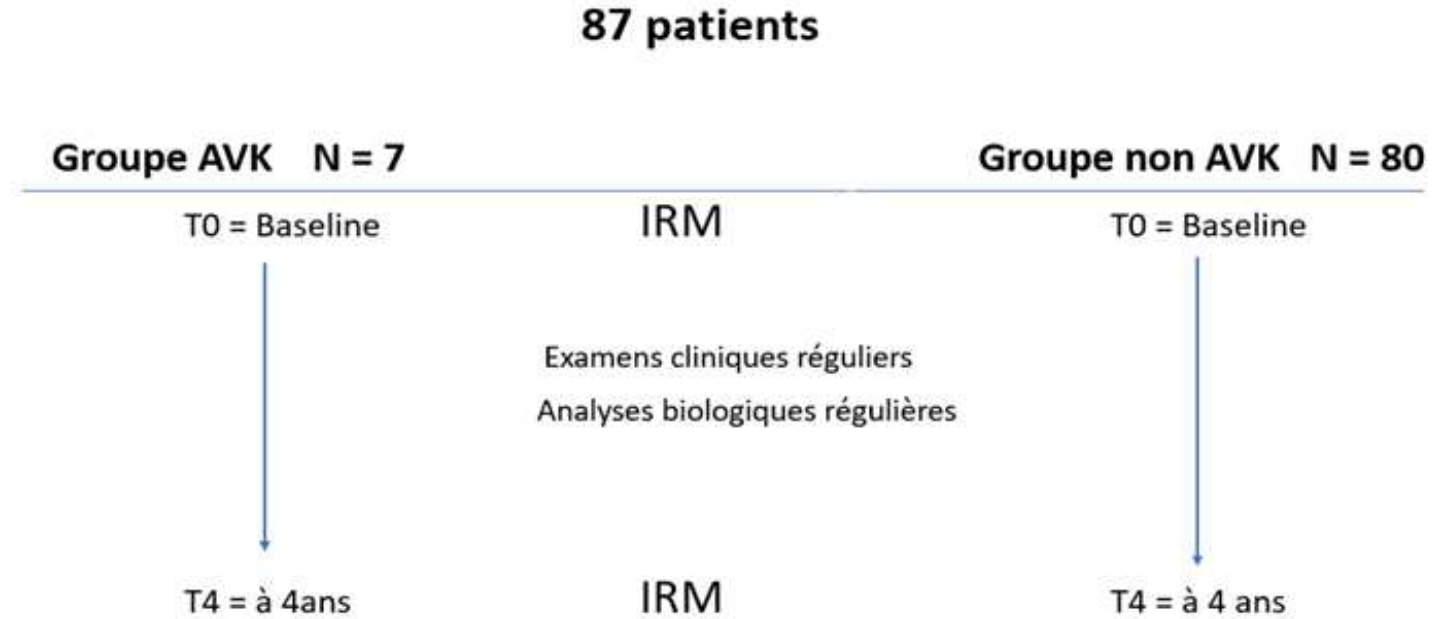 87 patients
Groupe AVK N = 7 Groupe non AVK N = 80
T0 = Baseline IRM T0 = Baseline
Examens cliniques réguliers
Analyses biologiques régulières
T4 = à 4ans IRM T4 = à 4 ans